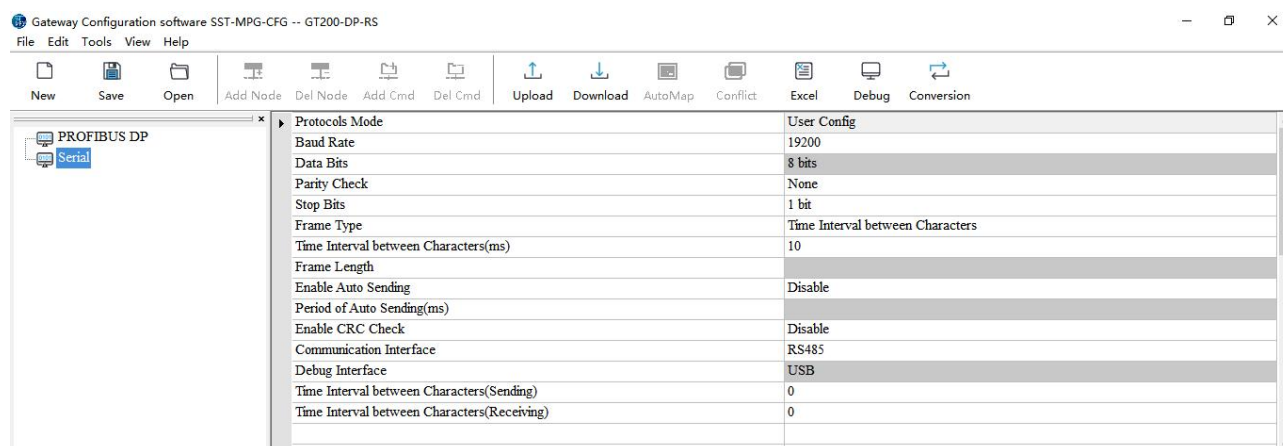 Gateway Configuration software SST-MPG-CFG -- GT200-DP-RS
File Edit Tools View Help
New Save Open Add Node Del Node Add Cmd Del Cmd Upload Download AutoMap Conflict Excel Debug Conversion
PROFIBUS DP
Serial
Protocols Mode User Config
Baud Rate 19200
Data Bits 8 bits
Parity Check None
Stop Bits 1 bit
Frame Type Time Interval between Characters
Time Interval between Characters(ms) 10
Frame Length
Enable Auto Sending Disable
Period of Auto Sending(ms)
Enable CRC Check Disable
Communication Interface RS485
Debug Interface USB
Time Interval between Characters(Sending) 0
Time Interval between Characters(Receiving) 0